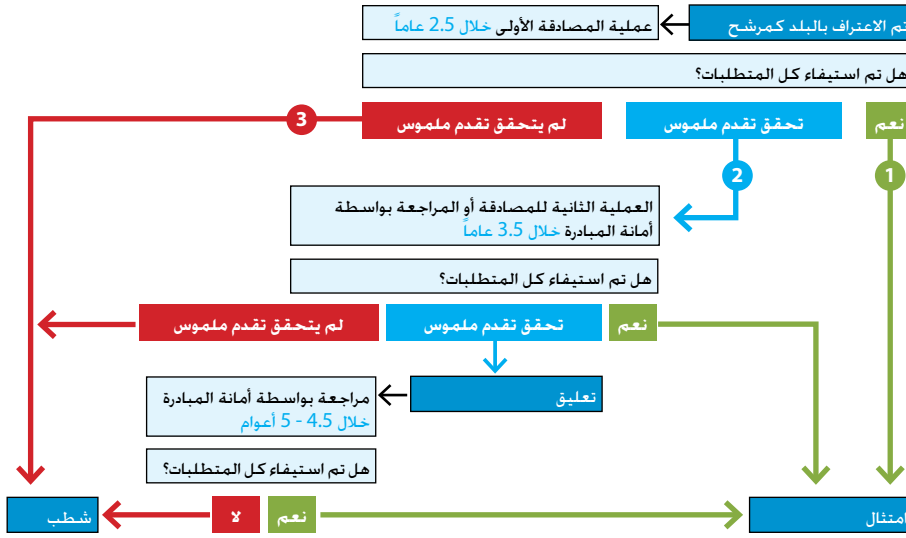 تم الاعتراف بالبلد كمرشح
عملية المصادقة الأولى خلال 2.5 عاماً
هل تم استيفاء كل المتطلبات؟
نعم
تحقق تقدم ملموس
لم يتحقق تقدم ملموس
3
1
2
العملية الثانية للمصادقة أو المراجعة بواسطة
أمانة المبادرة خلال 3.5 عاماً
هل تم استيفاء كل المتطلبات؟
نعم
تحقق تقدم ملموس
لم يتحقق تقدم ملموس
تعليق
مراجعة بواسطة أمانة المبادرة
خلال 4.5 - 5 أعوام
هل تم استيفاء كل المتطلبات؟
امتثال
نعم
لا
شطب